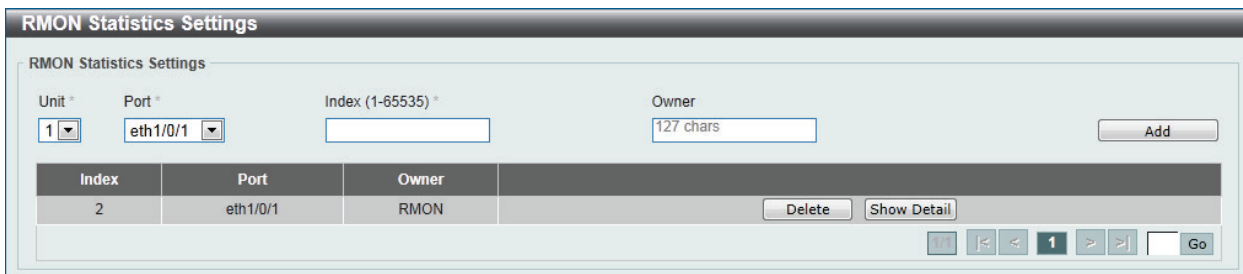 RMON Statistics Settings
RMON Statistics Settings
Unit * Port * Index (1-65535) * Owner
1 eth1/0/1 127 chars Add
Index Port Owner
2 eth1/0/1 RMON Delete Show Detail
1/1 |< < 1 > >| Go